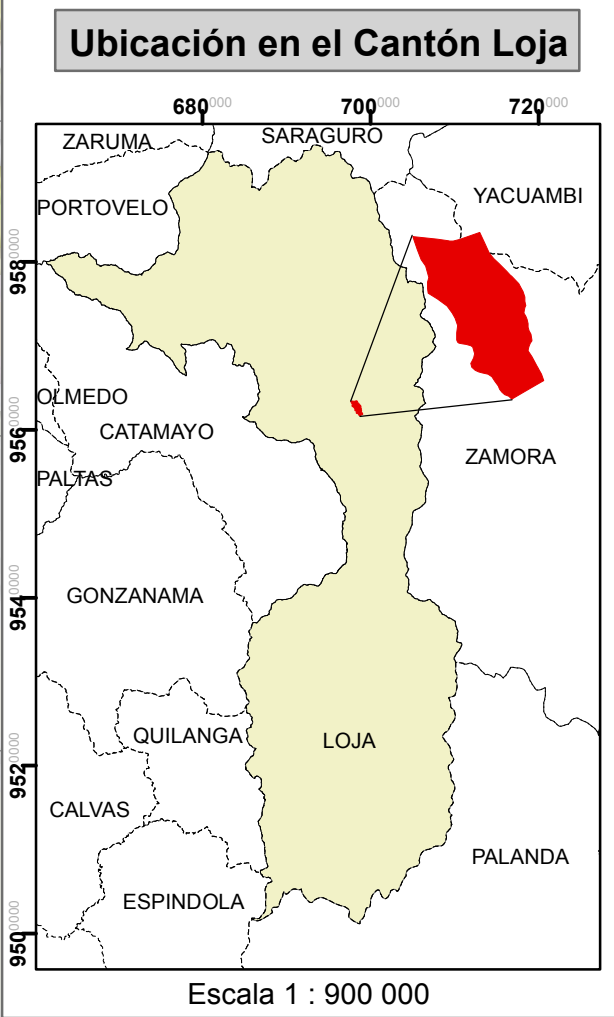 Ubicación en el Cantón Loja
680000 700000 720000
ZARUMA
SARAGURO
YACUAMBI
PORTOVELO
9580000
OLMEDO
9560000
CATAMAYO
ZAMORA
PALTAS
GONZANAMA
9540000
QUILANGA
LOJA
9520000
CALVAS
PALANDA
ESPINDOLA
9500000
Escala 1 : 900 000